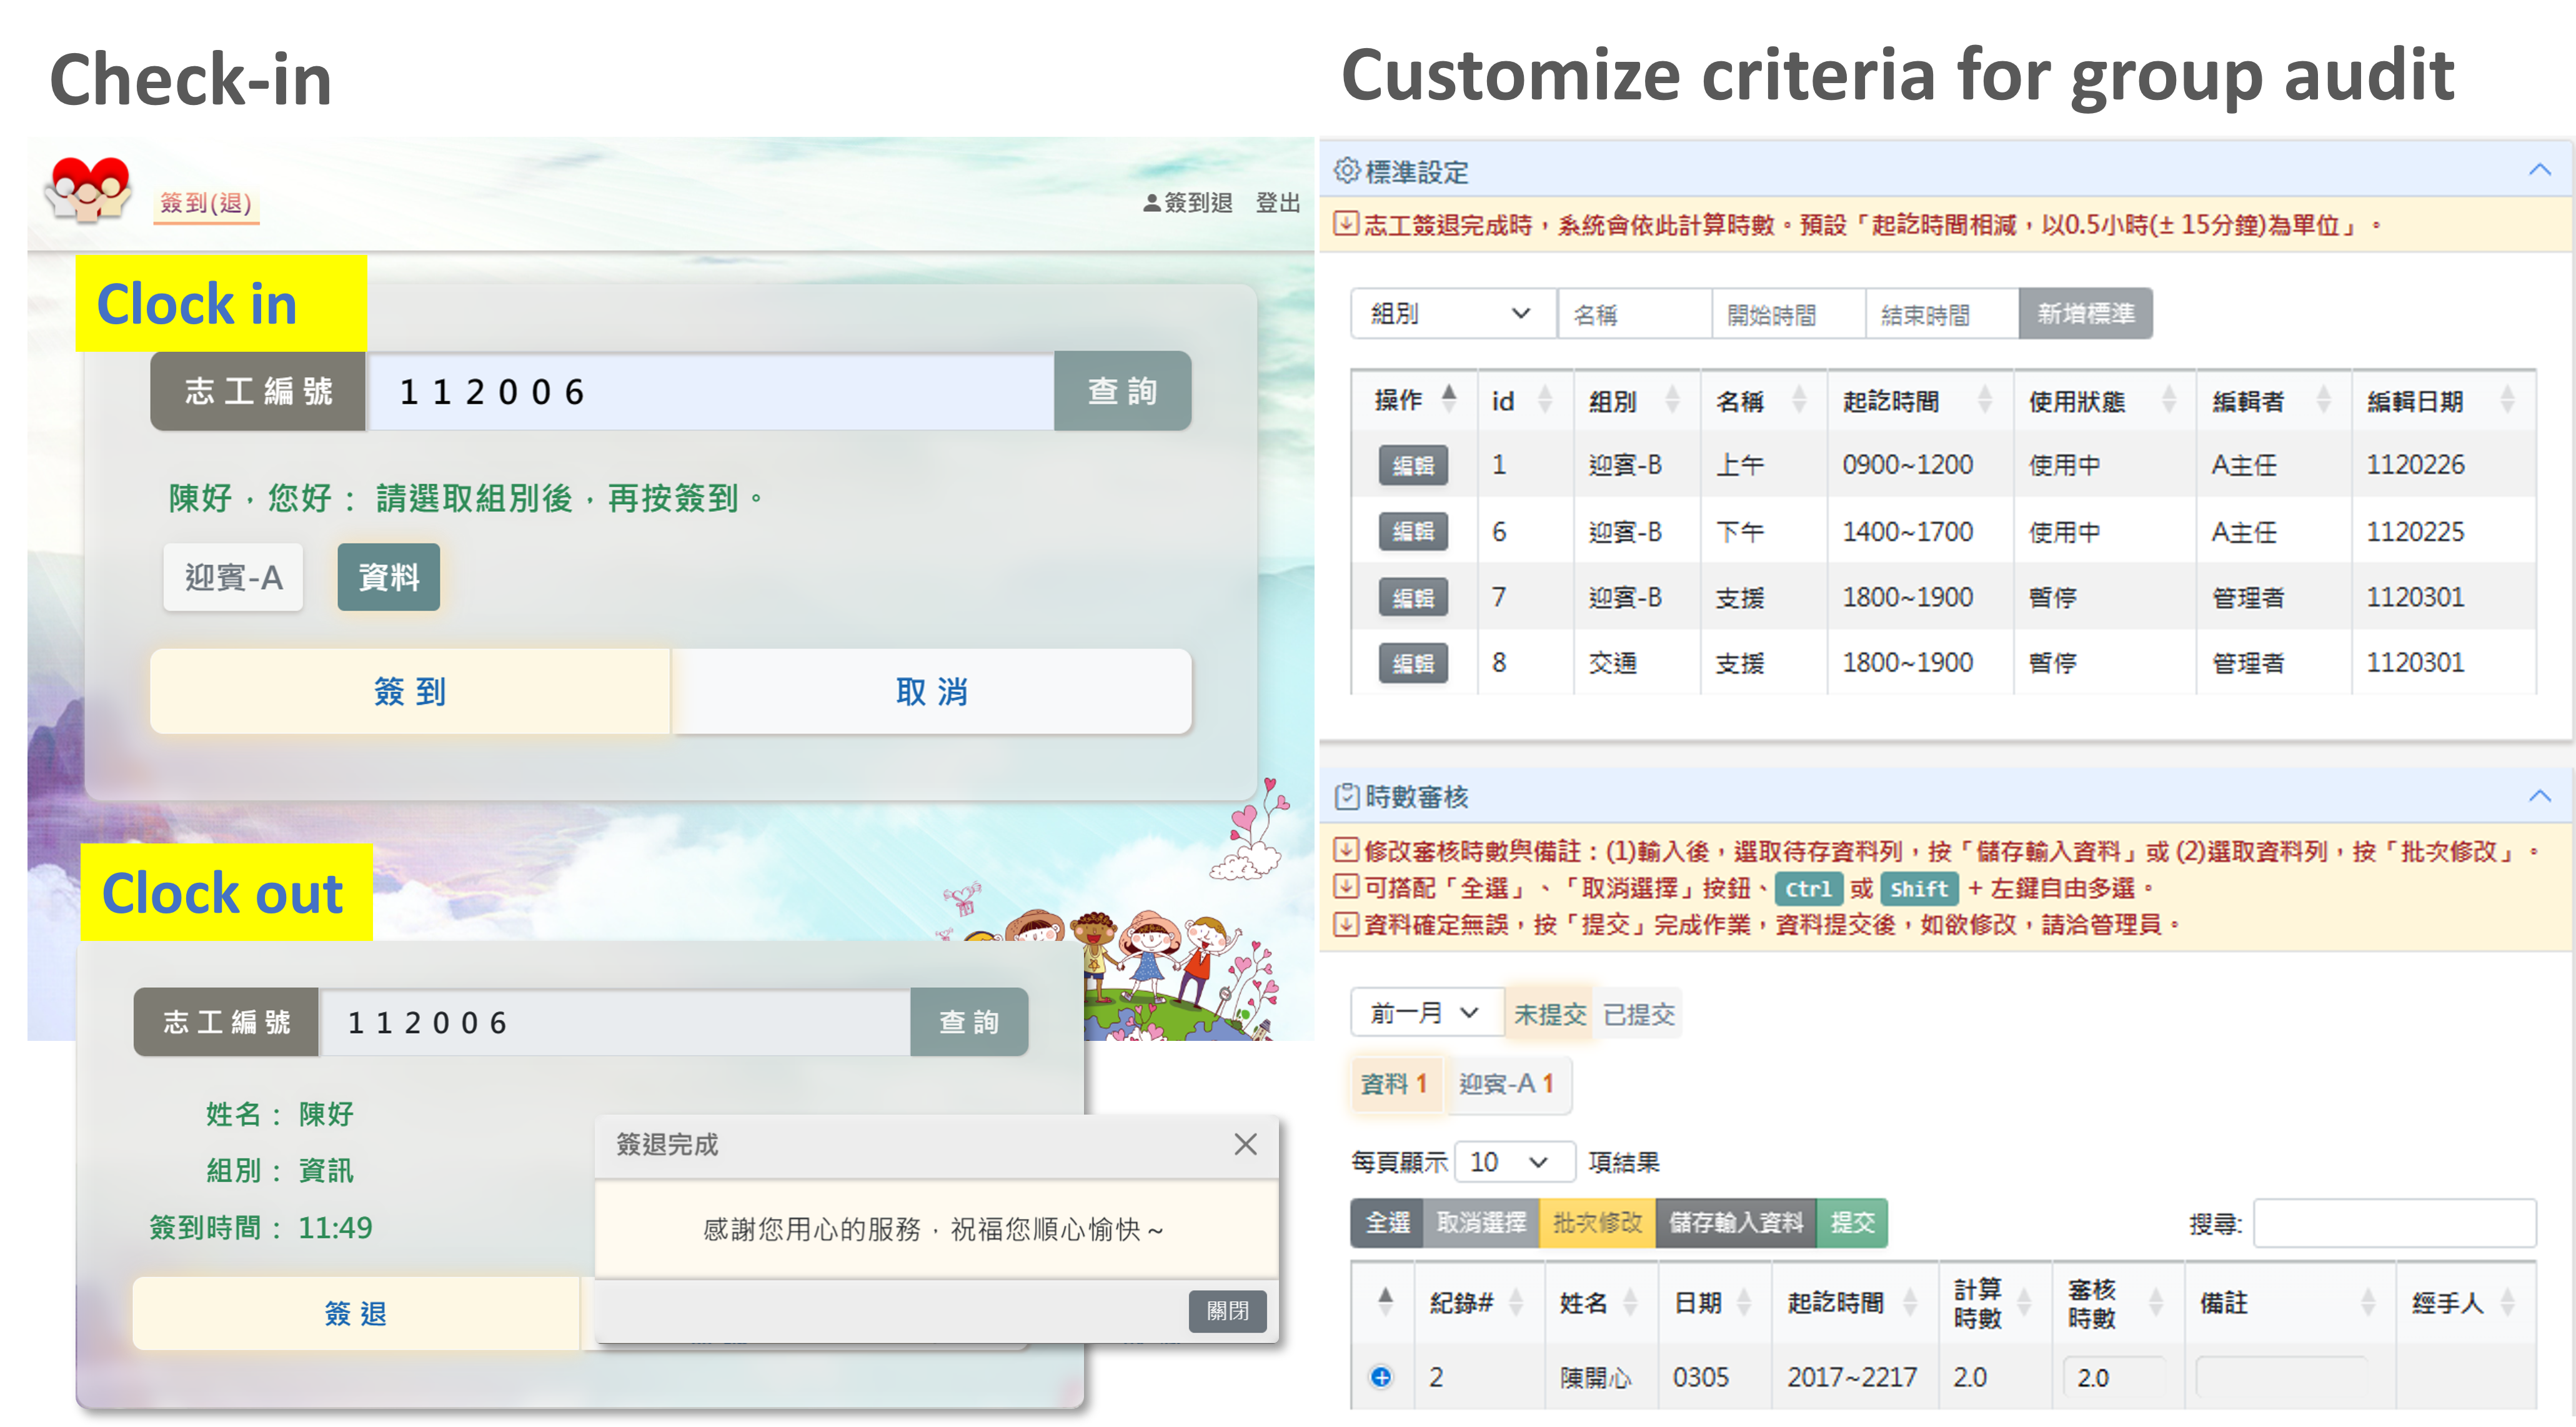 Check-in
簽到(退)
簽到退 登出
Clock in
志工編號 112006 查詢
陳好，您好： 請選取組別後，再按簽到。
迎賓-A 資料
簽到 取消
Clock out
志工編號 112006 查詢
姓名： 陳好
組別： 資訊
簽到時間： 11:49
簽退
簽退完成
感謝您用心的服務，祝福您順心愉快～
關閉
Customize criteria for group audit
標準設定
志工簽退完成時，系統會依此計算時數。預設「起訖時間相減，以0.5小時(± 15分鐘)為單位」。
組別 名稱 開始時間 結束時間 新增標準
操作 id 組別 名稱 起訖時間 使用狀態 編輯者 編輯日期
編輯 1 迎賓-B 上午 0900~1200 使用中 A主任 1120226
編輯 6 迎賓-B 下午 1400~1700 使用中 A主任 1120225
編輯 7 迎賓-B 支援 1800~1900 暫停 管理者 1120301
編輯 8 交通 支援 1800~1900 暫停 管理者 1120301
時數審核
修改審核時數與備註：(1)輸入後，選取待存資料列，按「儲存輸入資料」或 (2)選取資料列，按「批次修改」。
可搭配「全選」、「取消選擇」按鈕、 Ctrl 或 Shift + 左鍵自由多選。
資料確定無誤，按「提交」完成作業，資料提交後，如欲修改，請洽管理員。
前一月 未提交 已提交
資料 1 迎賓-A 1
每頁顯示 10 項結果
全選 取消選擇 批次修改 儲存輸入資料 提交 搜尋:
紀錄# 姓名 日期 起訖時間 計算時數 審核時數 備註 經手人
2 陳開心 0305 2017~2217 2.0 2.0